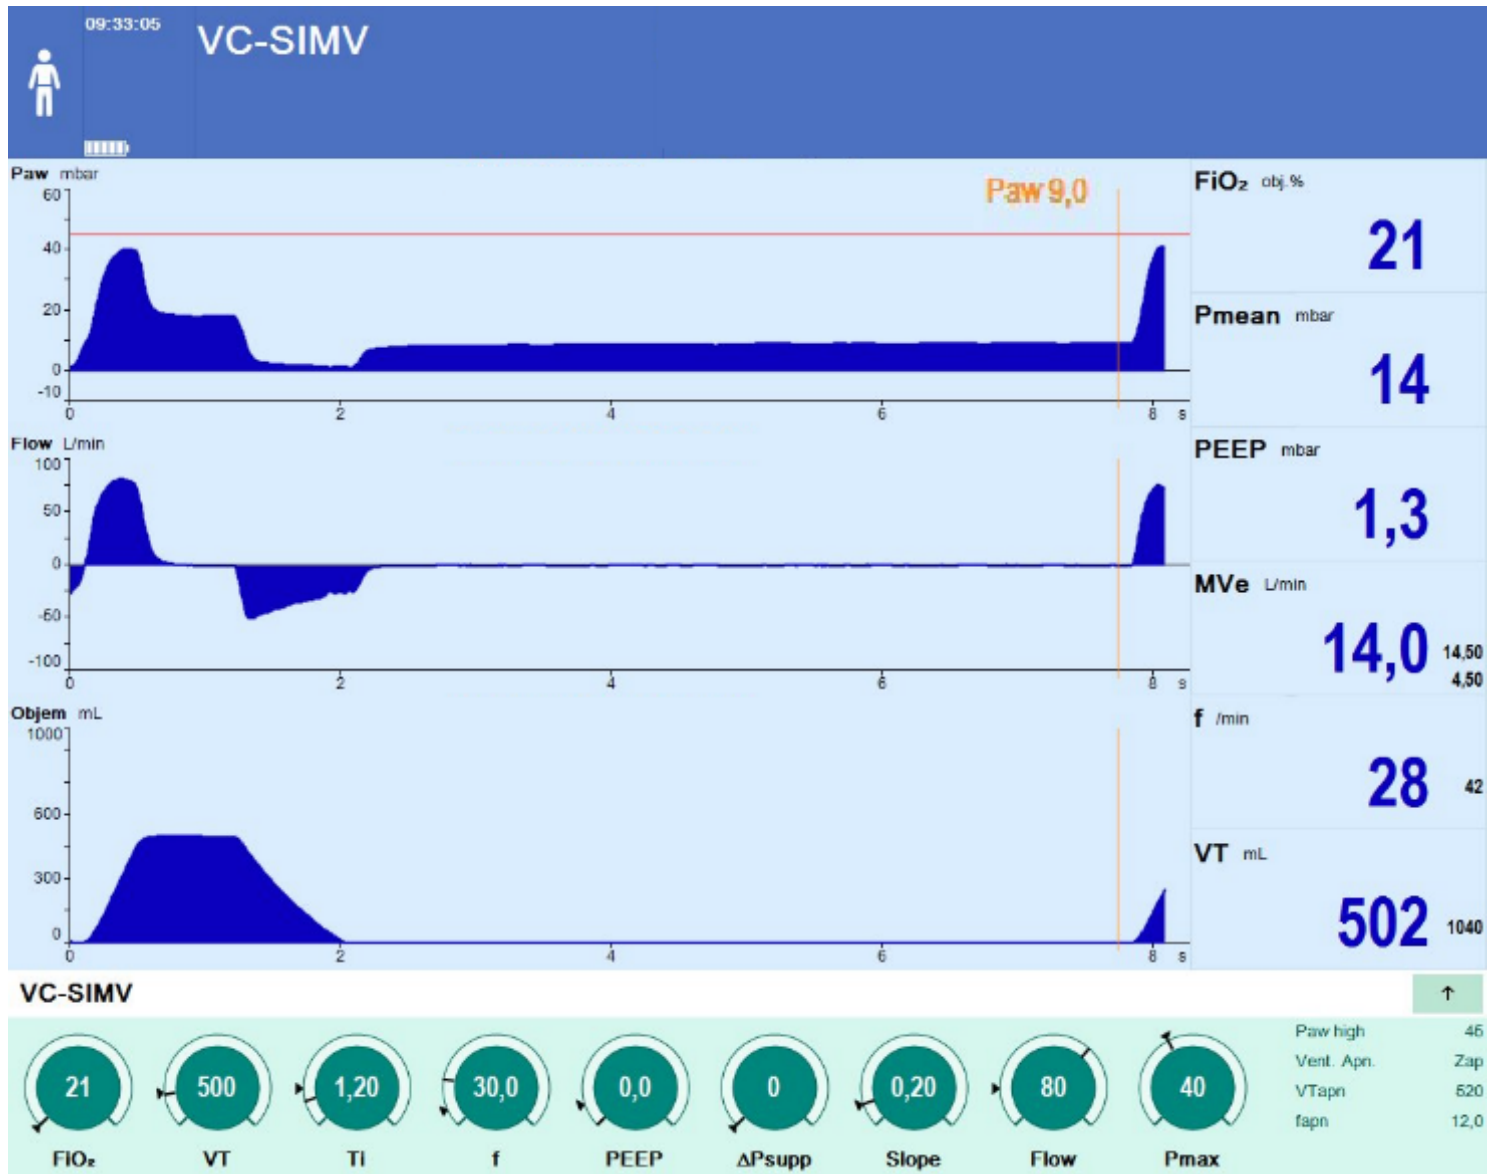 09:33:05
VC-SIMV
Paw mbar
Paw 9,0
60
40
20
0
-10
0 2 4 6 8 s
Flow L/min
100
50
0
-50
-100
0 2 4 6 8 s
Objem mL
1000
600
300
0
0 2 4 6 8 s
FiO₂ obj.%
21
Pmean mbar
14
PEEP mbar
1,3
MVe L/min
14,0 14,50
4,50
f /min
28 42
VT mL
502 1040
VC-SIMV
↑
21 500 1,20 30,0 0,0 0 0,20 80 40
FiO₂ VT Ti f PEEP ΔPsupp Slope Flow Pmax
Paw high 45
Vent. Apn. Zap
VTapn 520
fapn 12,0